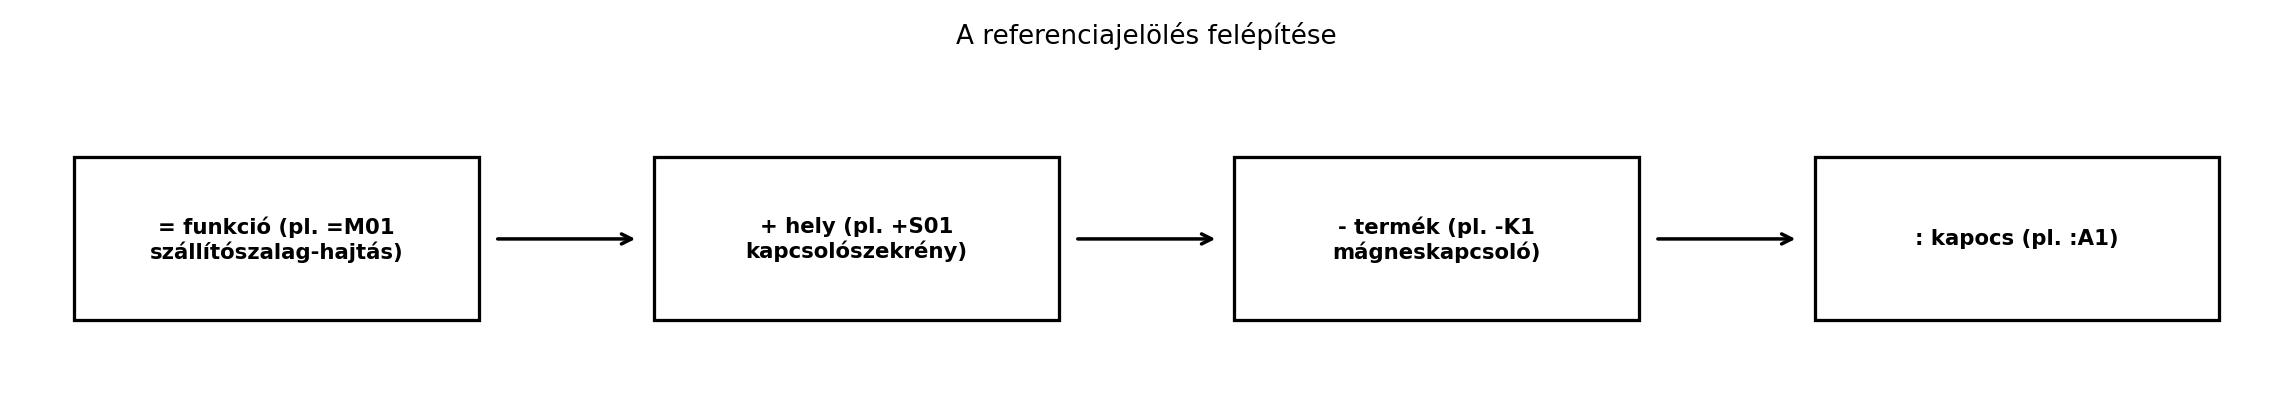 A referenciajelölés felépítése
= funkció (pl. =M01
szállítószalag-hajtás)
+ hely (pl. +S01
kapcsolószekrény)
- termék (pl. -K1
mágneskapcsoló)
: kapocs (pl. :A1)